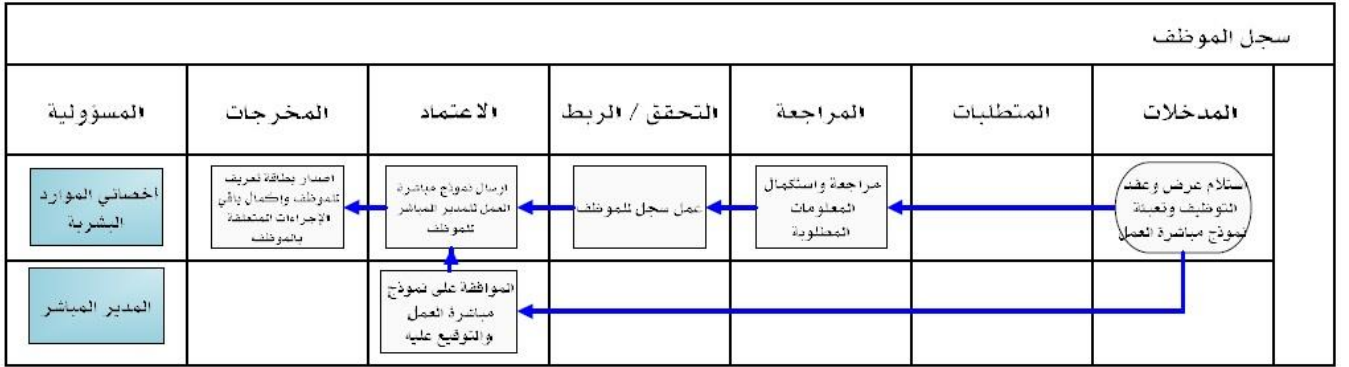 سجل الموظف
المدخلات
المتطلبات
المراجعة
التحقق / الربط
الاعتماد
المخرجات
المسؤولية
استلام عرض وعقد
التوظيف وتعبئة
نموذج مباشرة العمل
مراجعة واستكمال
المعلومات
المطلوبة
عمل سجل للموظف
ارسال نموذج مباشرة
العمل للمدير المباشر
للموظف
اصدار بطاقة تعريف
للموظف وإكمال باقي
الإجراءات المتعلقة
بالموظف
اخصائي الموارد
البشرية
الموافقة على نموذج
مباشرة العمل
والتوقيع عليه
المدير المباشر